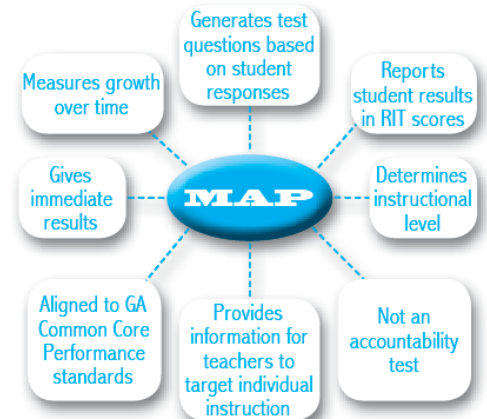 Generates test
questions based
on student
responses
Measures growth
over time
Reports
student results
in RIT scores
Gives
immediate
results
MAP
Determines
instructional
level
Aligned to GA
Common Core
Performance
standards
Provides
information for
teachers to
target individual
instruction
Not an
accountability
test